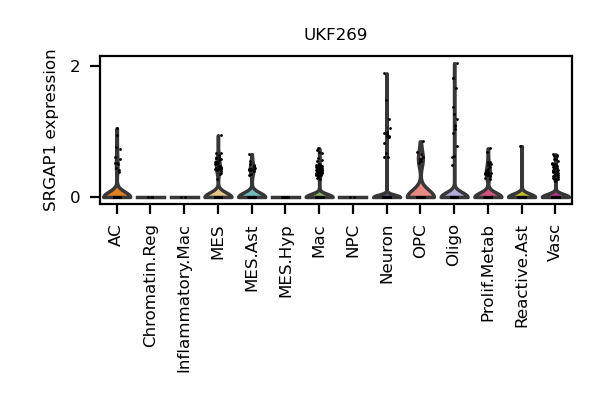 UKF269
SRGAP1 expression
2
0
AC
Chromatin.Reg
Inflammatory.Mac
MES
MES.Ast
MES.Hyp
Mac
NPC
Neuron
OPC
Oligo
Prolif.Metab
Reactive.Ast
Vasc